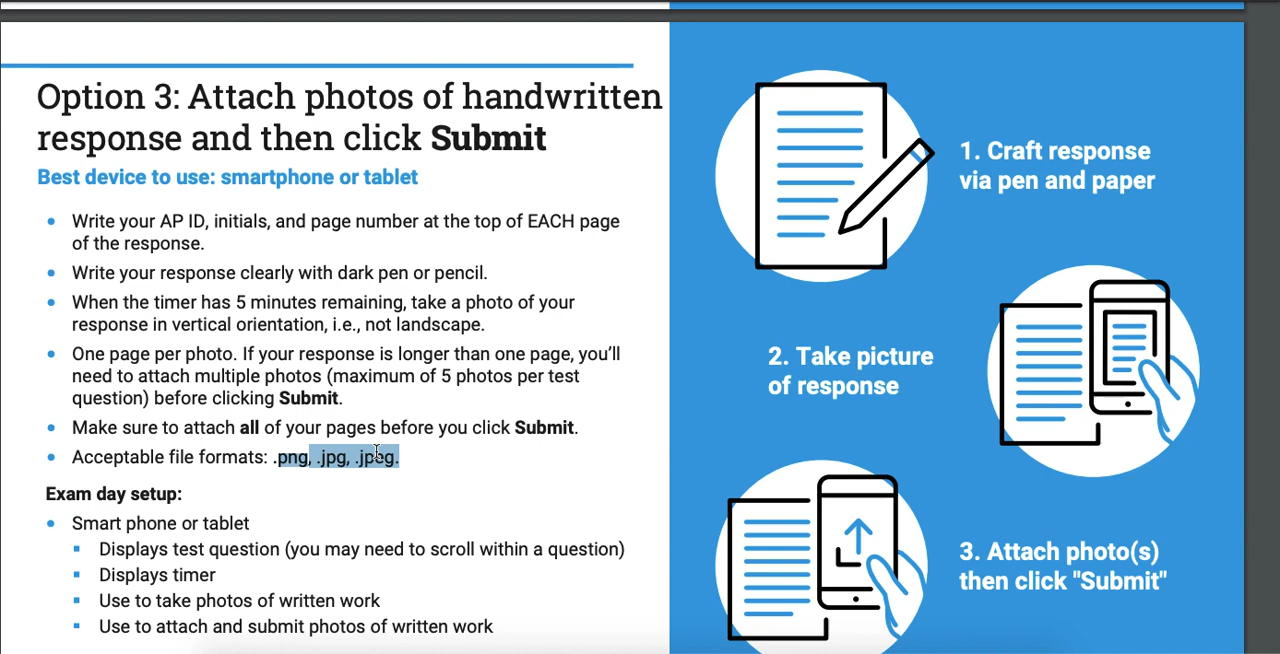 Option 3: Attach photos of handwritten
response and then click Submit
Best device to use: smartphone or tablet
• Write your AP ID, initials, and page number at the top of EACH page
of the response.
• Write your response clearly with dark pen or pencil.
• When the timer has 5 minutes remaining, take a photo of your
response in vertical orientation, i.e., not landscape.
• One page per photo. If your response is longer than one page, you’ll
need to attach multiple photos (maximum of 5 photos per test
question) before clicking Submit.
• Make sure to attach all of your pages before you click Submit.
• Acceptable file formats: .png, .jpg, .jpeg.
Exam day setup:
• Smart phone or tablet
▪ Displays test question (you may need to scroll within a question)
▪ Displays timer
▪ Use to take photos of written work
▪ Use to attach and submit photos of written work
1. Craft response
via pen and paper
2. Take picture
of response
3. Attach photo(s)
then click "Submit"